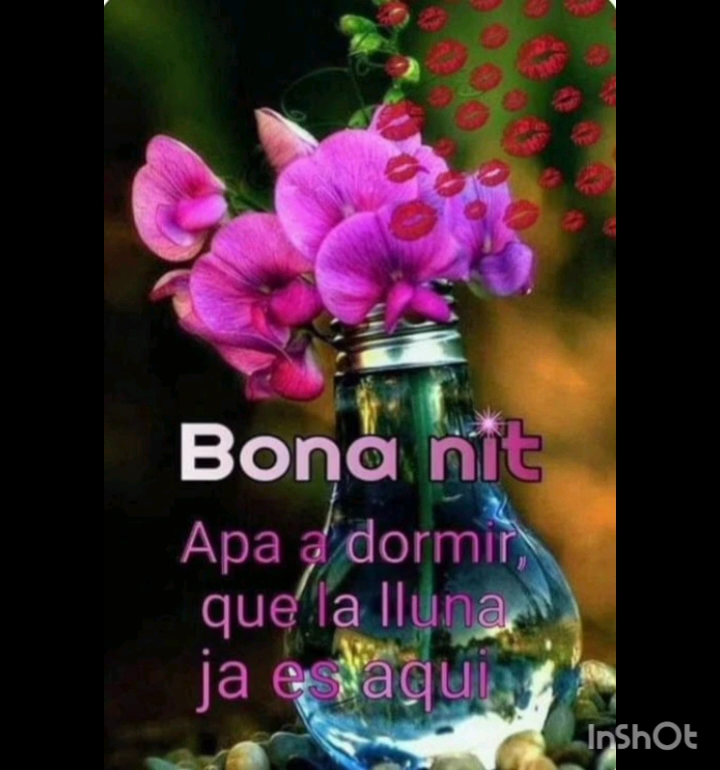 Bona nit
Apa a dormir,
que la lluna
ja es aqui
InShOt